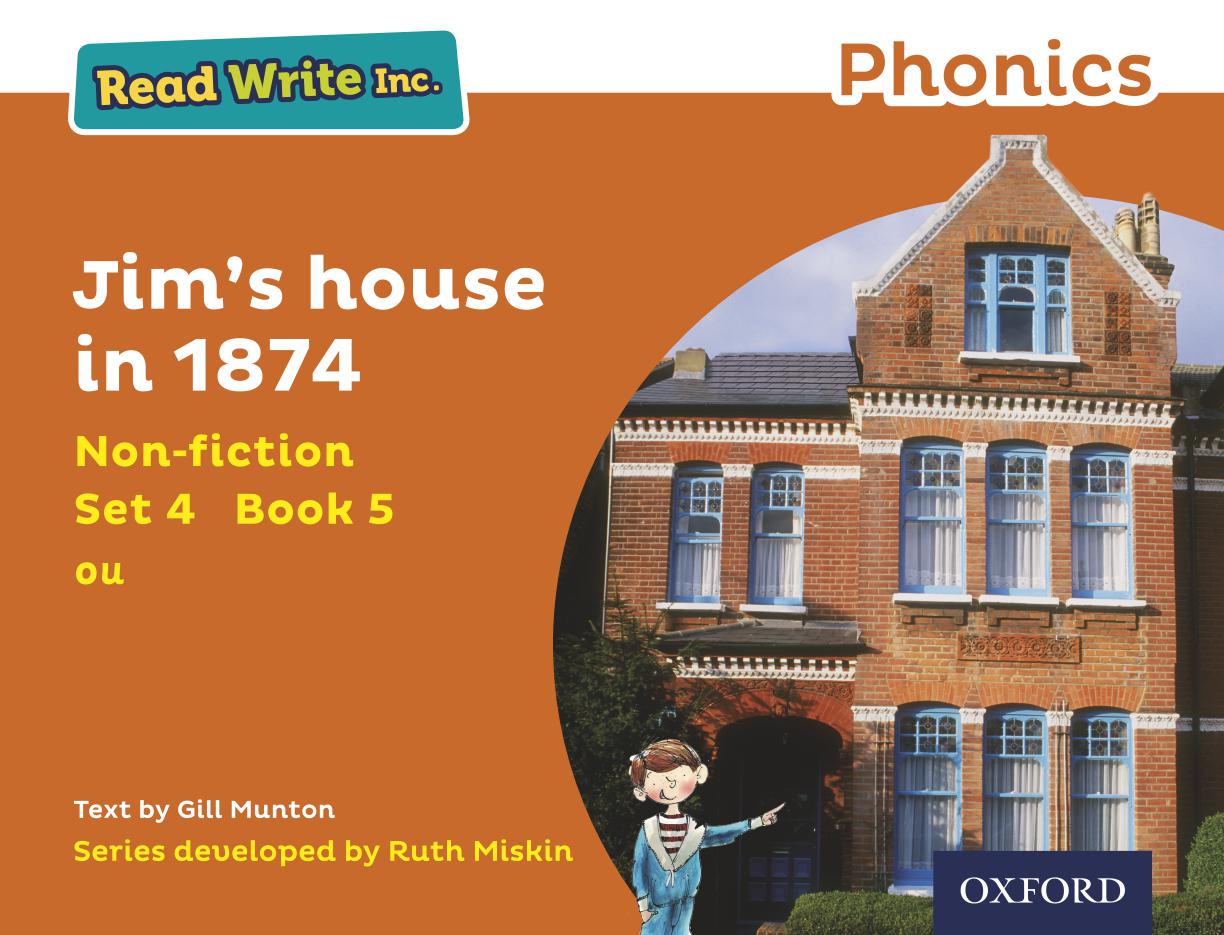 Read Write Inc.
Phonics
Jim's house
in 1874
Non-fiction
Set 4 Book 5
ou
Text by Gill Munton
Series developed by Ruth Miskin
OXFORD